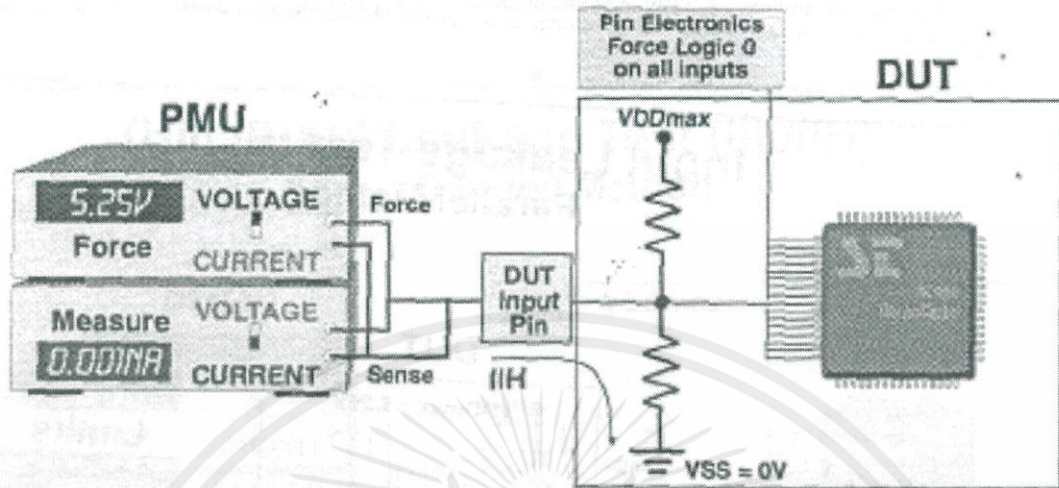 Pin Electronics
Force Logic 0
on all inputs
DUT
PMU
VDDmax
5.25V
VOLTAGE
Force
Force
CURRENT
DUT
Input
Pin
Measure
VOLTAGE
0.001NA
CURRENT
Sense
IIH
VSS = 0V